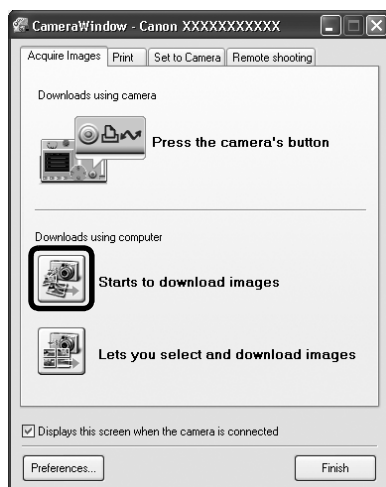 CameraWindow - Canon XXXXXXXXXXX
Acquire Images Print Set to Camera Remote shooting
Downloads using camera
Press the camera's button
Downloads using computer
Starts to download images
Lets you select and download images
Displays this screen when the camera is connected
Preferences... Finish